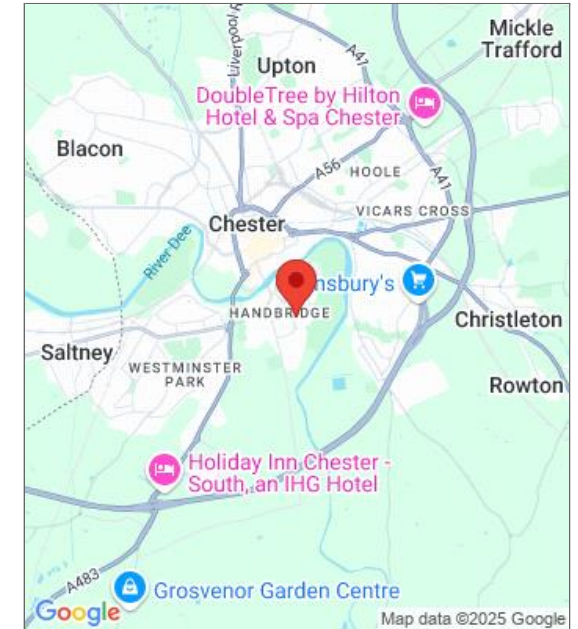 Mickle
Trafford
Liverpool
A41
Upton
DoubleTree by Hilton
Hotel & Spa Chester
Blacon
A56
HOOLE
A41
VICARS CROSS
Chester
River Dee
nsbury's
HANDBRIDGE
Christleton
Saltney
WESTMINSTER
PARK
Rowton
Holiday Inn Chester -
South, an IHG Hotel
A483
Grosvenor Garden Centre
Google
Map data ©2025 Google